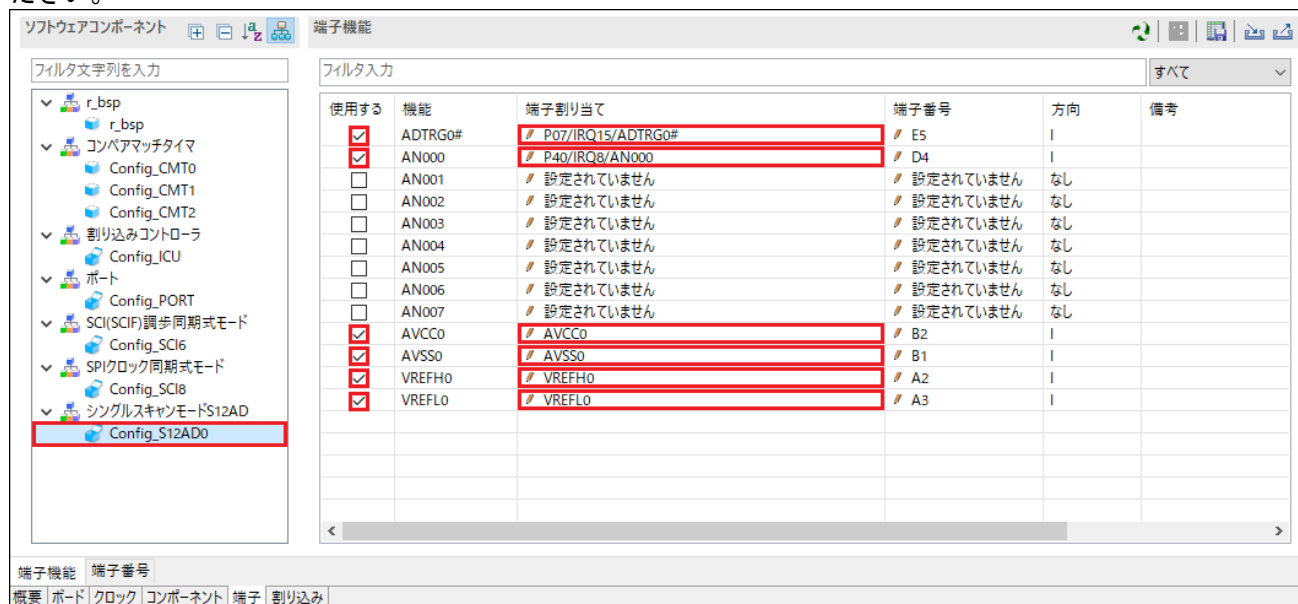 ださい。
ソフトウェアコンポーネント
端子機能
フィルタ文字列を入力
フィルタ入力
すべて
r_bsp
r_bsp
コンペアマッチタイマ
Config_CMT0
Config_CMT1
Config_CMT2
割り込みコントローラ
Config_ICU
ポート
Config_PORT
SCI(SCIF)調歩同期式モード
Config_SCI6
SPIクロック同期式モード
Config_SCI8
シングルスキャンモードS12AD
Config_S12AD0
使用する 機能 端子割り当て 端子番号 方向 備考
ADTRG0# P07/IRQ15/ADTRG0# E5 I
AN000 P40/IRQ8/AN000 D4 I
AN001 設定されていません 設定されていません なし
AN002 設定されていません 設定されていません なし
AN003 設定されていません 設定されていません なし
AN004 設定されていません 設定されていません なし
AN005 設定されていません 設定されていません なし
AN006 設定されていません 設定されていません なし
AN007 設定されていません 設定されていません なし
AVCC0 AVCC0 B2 I
AVSS0 AVSS0 B1 I
VREFH0 VREFH0 A2 I
VREFL0 VREFL0 A3 I
端子機能 端子番号
概要 ボード クロック コンポーネント 端子 割り込み